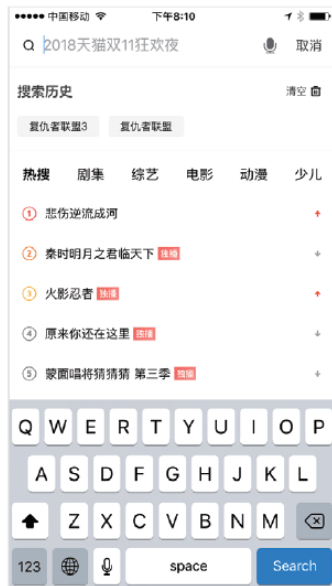 中国移动 下午8:10
2018天猫双11狂欢夜 取消
搜索历史 清空
复仇者联盟3 复仇者联盟
热搜 剧集 综艺 电影 动漫 少儿
1 悲伤逆流成河
2 秦时明月之君临天下 独播
3 火影忍者 独播
4 原来你还在这里 独播
5 蒙面唱将猜猜猜 第三季 独播
Q W E R T Y U I O P
A S D F G H J K L
Z X C V B N M
123 space Search